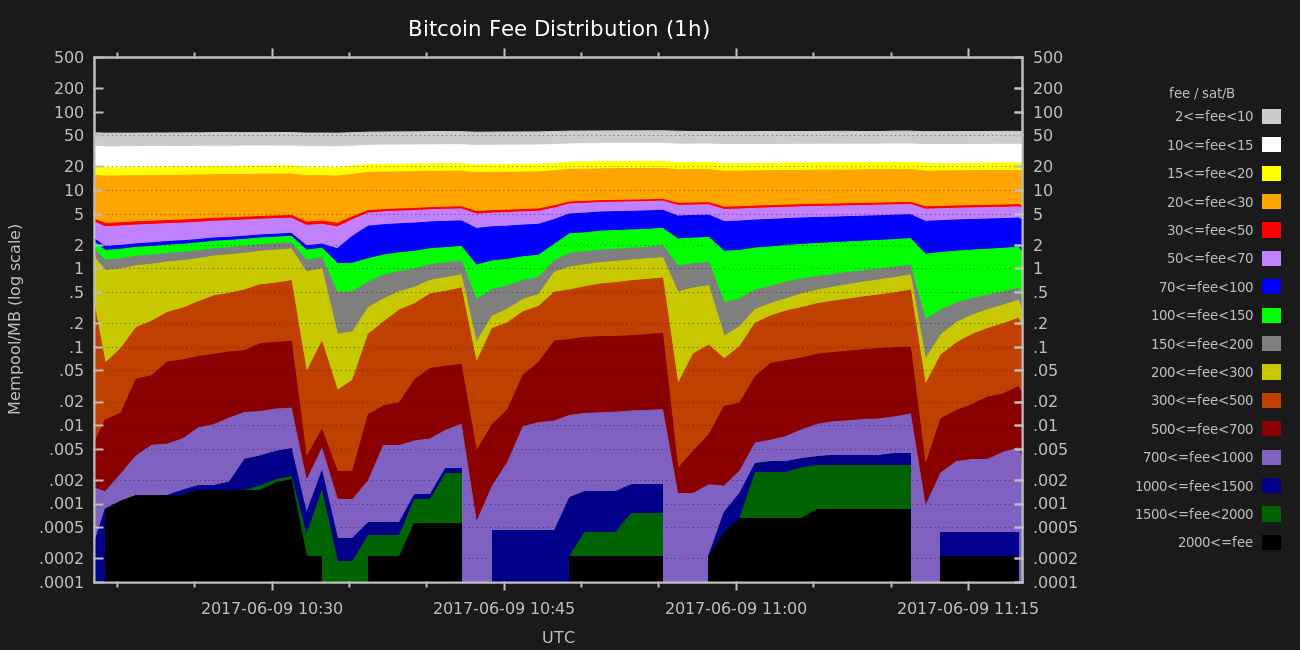 Bitcoin Fee Distribution (1h)
500 500
200 200
100 100
50 50
20 20
10 10
5 5
2 2
1 1
.5 .5
.2 .2
.1 .1
.05 .05
.02 .02
.01 .01
.005 .005
.002 .002
.001 .001
.0005 .0005
.0002 .0002
.0001 .0001
Mempool/MB (log scale)
2017-06-09 10:30 2017-06-09 10:45 2017-06-09 11:00 2017-06-09 11:15
UTC
fee / sat/B
2<=fee<10
10<=fee<15
15<=fee<20
20<=fee<30
30<=fee<50
50<=fee<70
70<=fee<100
100<=fee<150
150<=fee<200
200<=fee<300
300<=fee<500
500<=fee<700
700<=fee<1000
1000<=fee<1500
1500<=fee<2000
2000<=fee